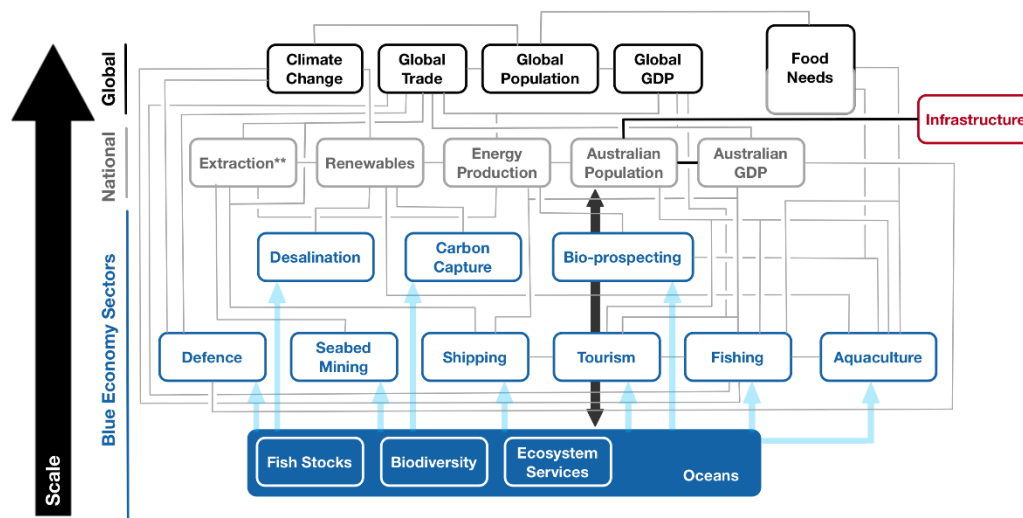 Scale
Global
National
Blue Economy Sectors
Climate
Change
Global
Trade
Global
Population
Global
GDP
Food
Needs
Infrastructure
Extraction**
Renewables
Energy
Production
Australian
Population
Australian
GDP
Desalination
Carbon
Capture
Bio-prospecting
Defence
Seabed
Mining
Shipping
Tourism
Fishing
Aquaculture
Fish Stocks
Biodiversity
Ecosystem
Services
Oceans